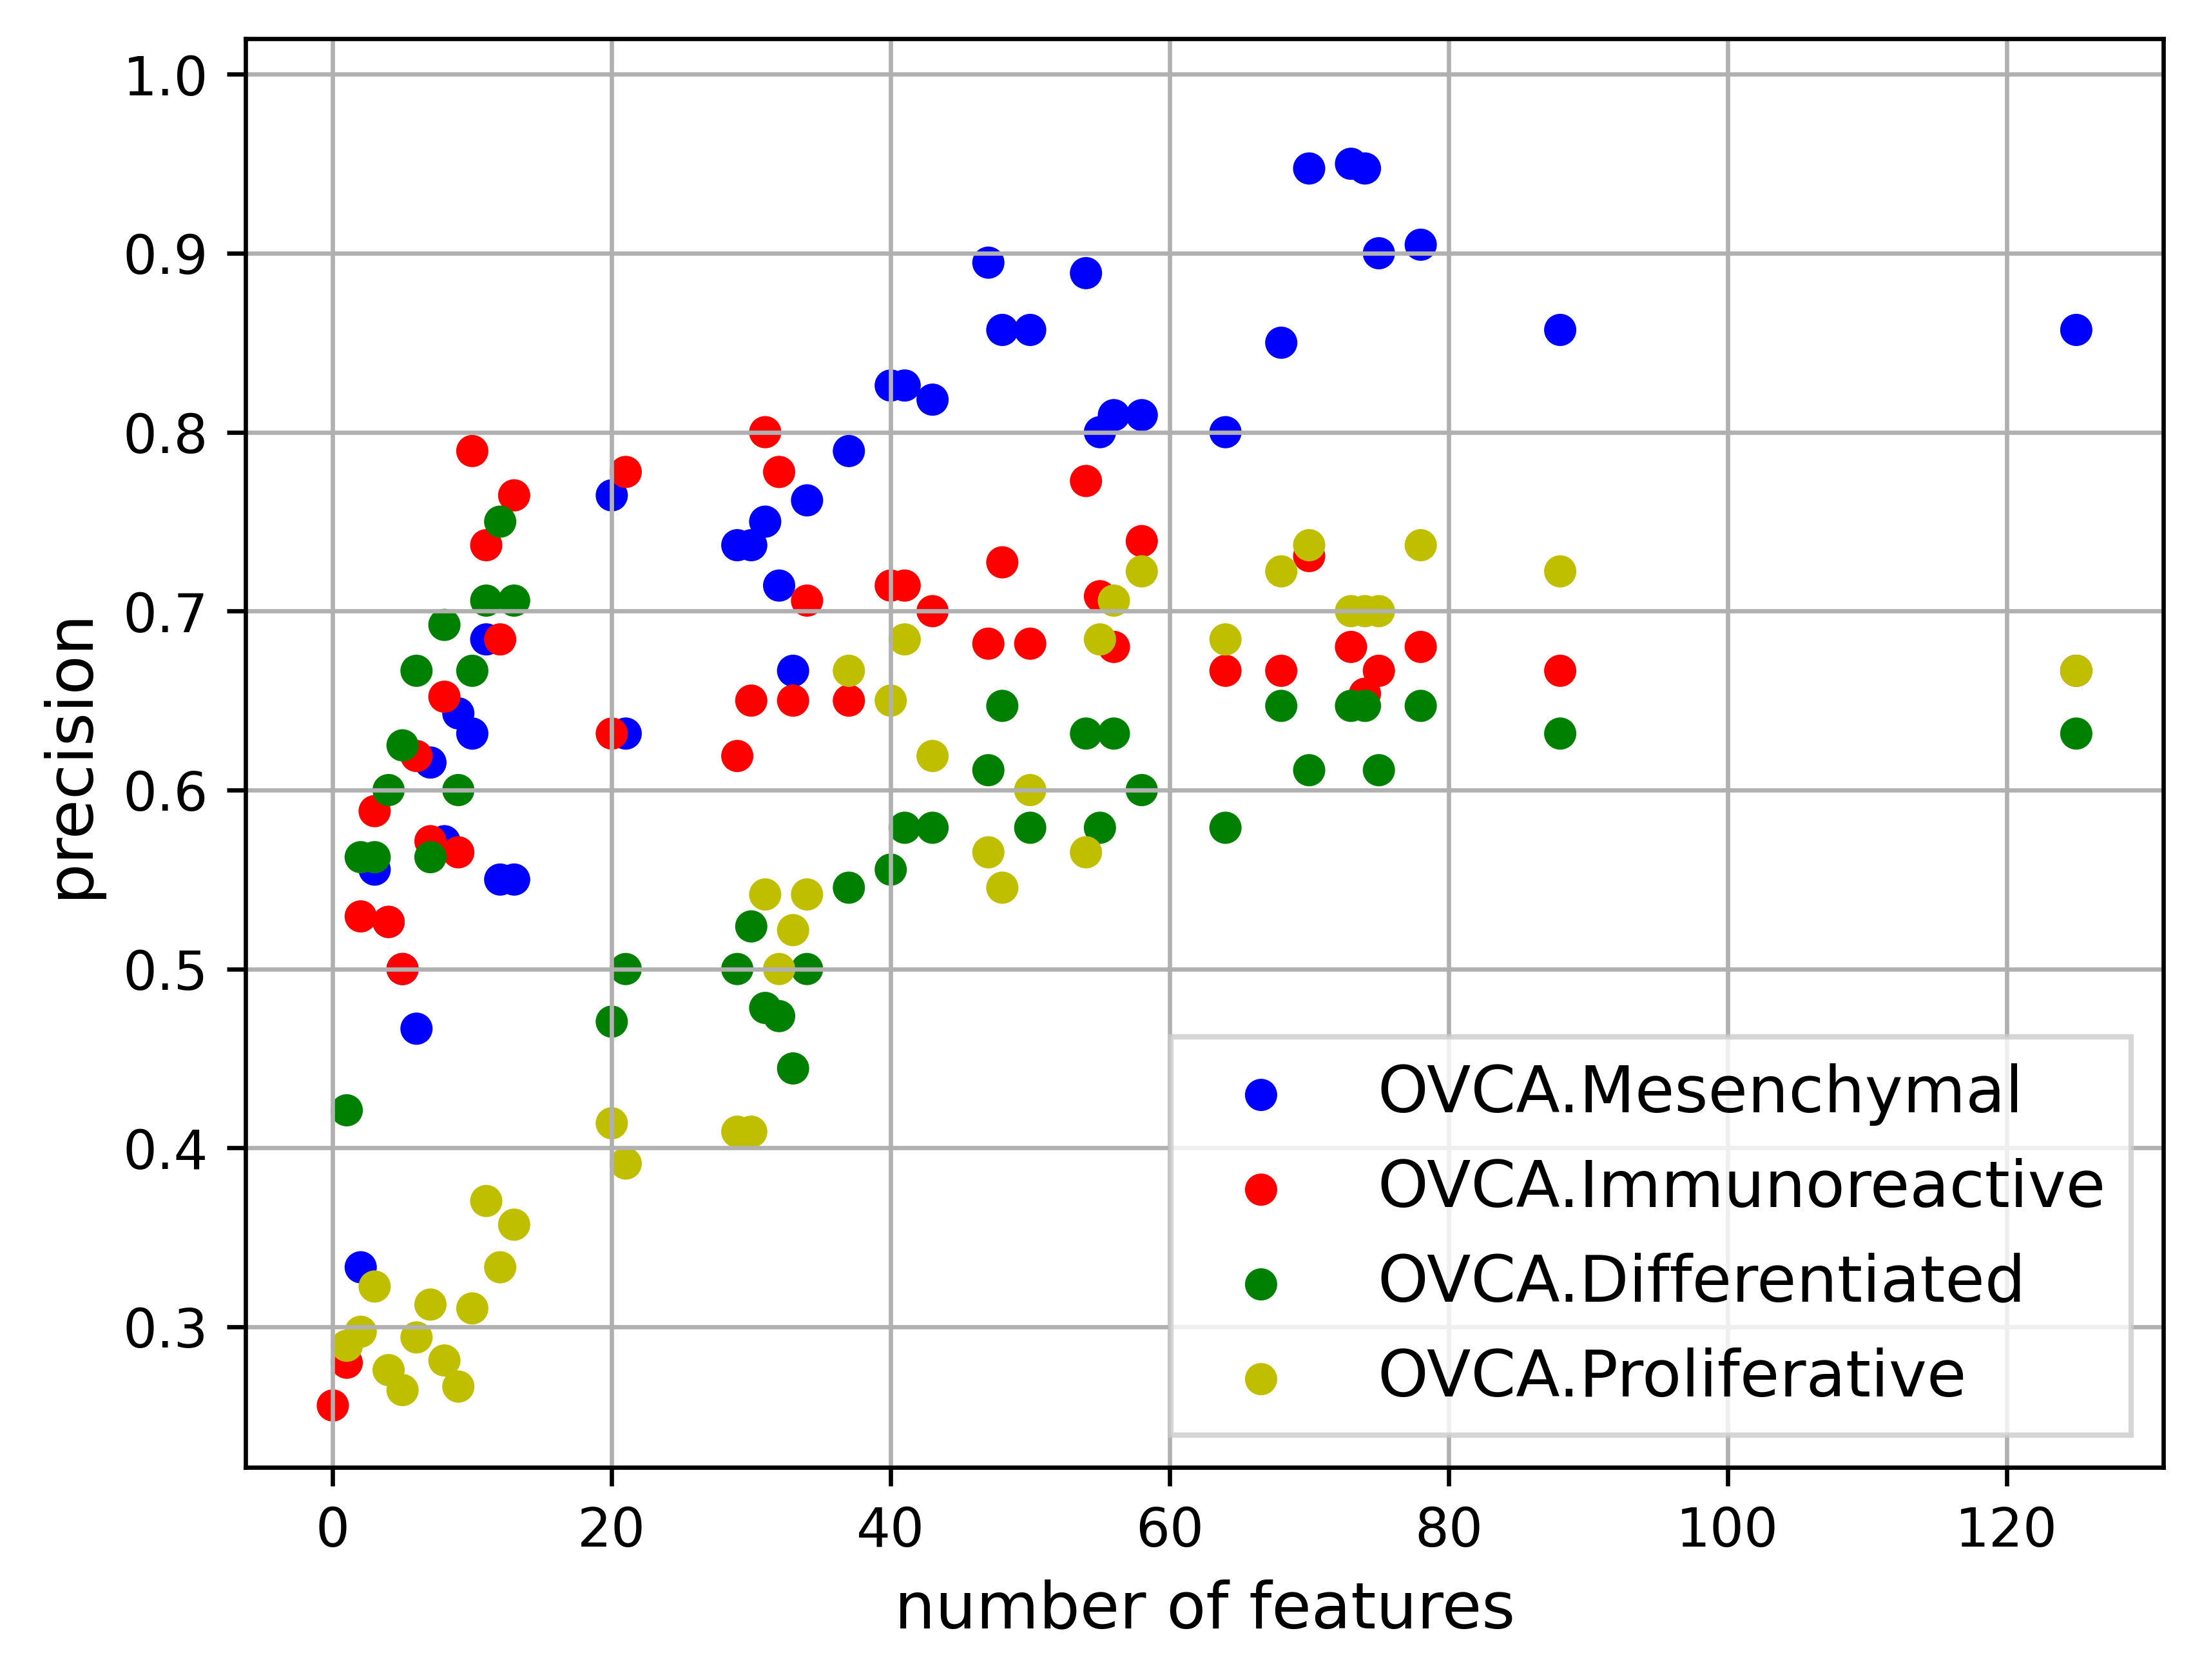 1.0
0.9
0.8
0.7
0.6
0.5
0.4
0.3
precision
0 20 40 60 80 100 120
number of features
OVCA.Mesenchymal
OVCA.Immunoreactive
OVCA.Differentiated
OVCA.Proliferative